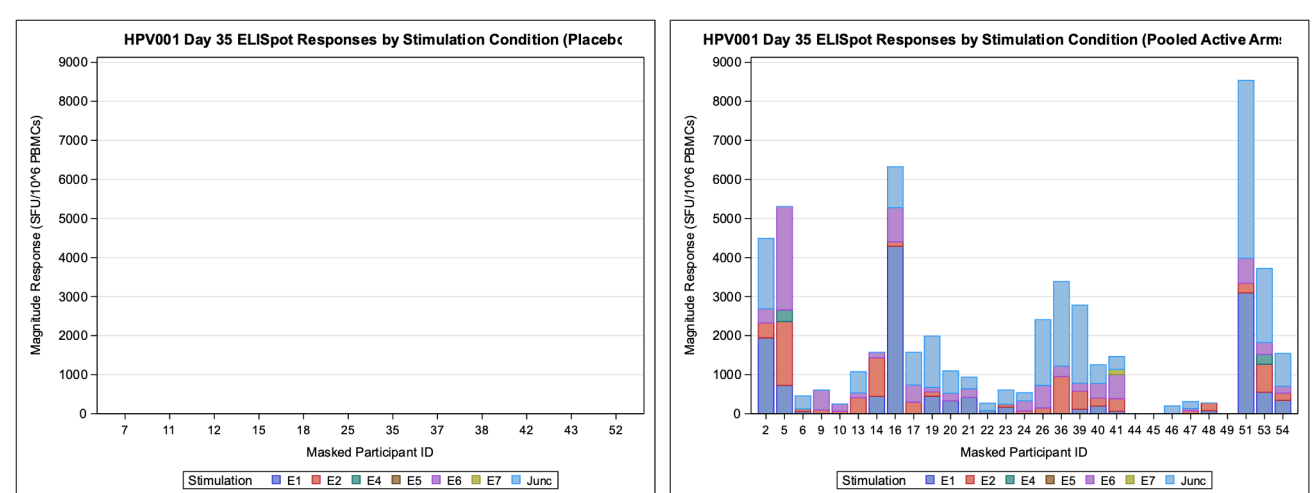 HPV001 Day 35 ELISpot Responses by Stimulation Condition (Placebo
9000
8000
7000
6000
5000
4000
3000
2000
1000
0
Magnitude Response (SFU/10^6 PBMCs)
7 11 12 15 18 25 35 37 38 42 43 52
Masked Participant ID
Stimulation E1 E2 E4 E5 E6 E7 Junc
HPV001 Day 35 ELISpot Responses by Stimulation Condition (Pooled Active Arms
9000
8000
7000
6000
5000
4000
3000
2000
1000
0
Magnitude Response (SFU/10^6 PBMCs)
2 5 6 9 10 13 14 16 17 19 20 21 22 23 24 26 36 39 40 41 44 45 46 47 48 49 51 53 54
Masked Participant ID
Stimulation E1 E2 E4 E5 E6 E7 Junc